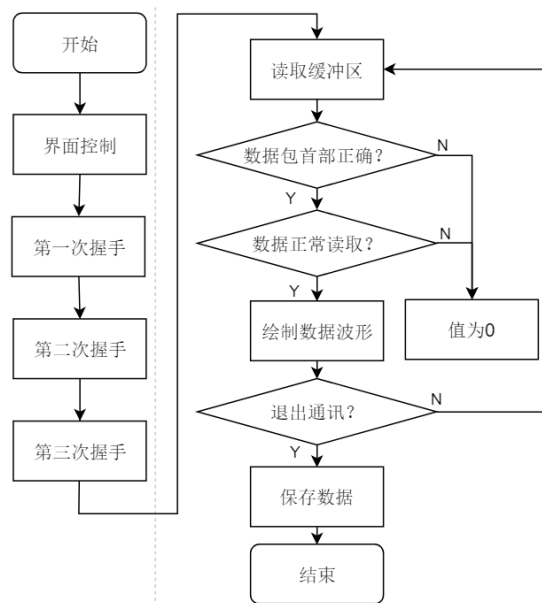 开始
界面控制
第一次握手
第二次握手
第三次握手
读取缓冲区
数据包首部正确？
N
Y
数据正常读取？
N
Y
绘制数据波形
值为0
退出通讯？
N
Y
保存数据
结束